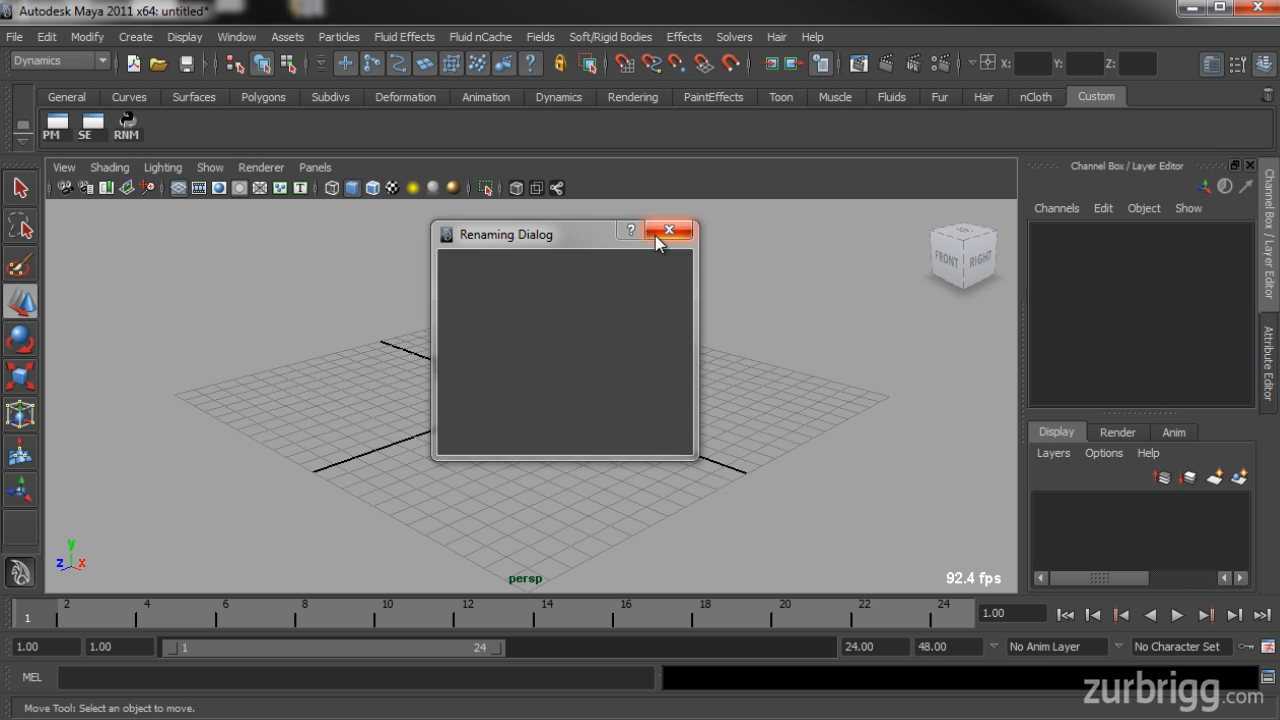 Autodesk Maya 2011 x64: untitled*
File Edit Modify Create Display Window Assets Particles Fluid Effects Fluid nCache Fields Soft/Rigid Bodies Effects Solvers Hair Help
Dynamics X: Y: Z:
General Curves Surfaces Polygons Subdivs Deformation Animation Dynamics Rendering PaintEffects Toon Muscle Fluids Fur Hair nCloth Custom
PM SE RNM
View Shading Lighting Show Renderer Panels
Channel Box / Layer Editor
Channels Edit Object Show
Renaming Dialog
FRONT RIGHT
Channel Box / Layer Editor
Attribute Editor
Display Render Anim
Layers Options Help
y
z x
persp
92.4 fps
1 2 4 6 8 10 12 14 16 18 20 22 24 1.00
1.00 1.00 1 24 24.00 48.00 No Anim Layer No Character Set
MEL
zurbrigg.com
Move Tool: Select an object to move.